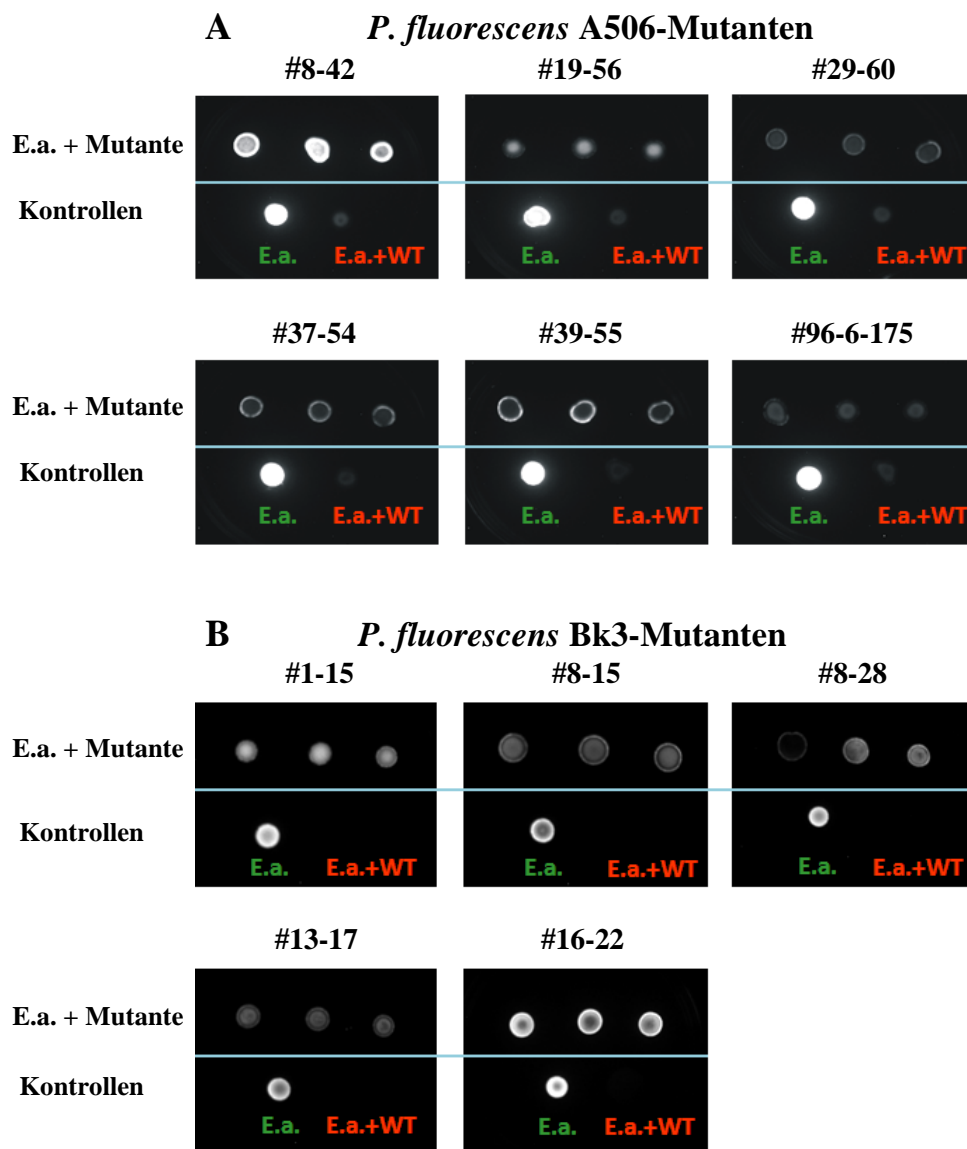 A P. fluorescens A506-Mutanten
#8-42 #19-56 #29-60
E.a. + Mutante
Kontrollen
E.a. E.a.+WT E.a. E.a.+WT E.a. E.a.+WT
#37-54 #39-55 #96-6-175
E.a. + Mutante
Kontrollen
E.a. E.a.+WT E.a. E.a.+WT E.a. E.a.+WT
B P. fluorescens Bk3-Mutanten
#1-15 #8-15 #8-28
E.a. + Mutante
Kontrollen
E.a. E.a.+WT E.a. E.a.+WT E.a. E.a.+WT
#13-17 #16-22
E.a. + Mutante
Kontrollen
E.a. E.a.+WT E.a. E.a.+WT